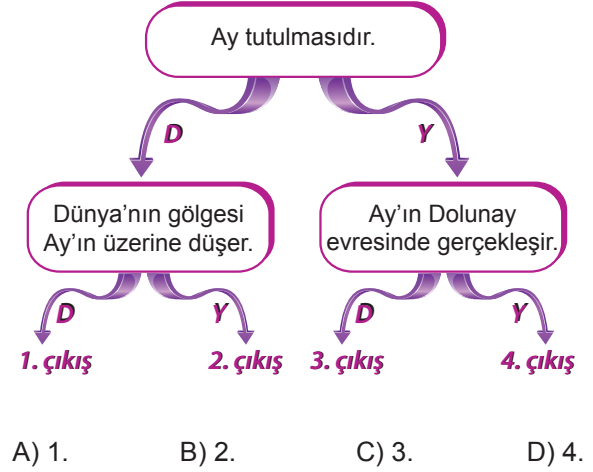 Ay tutulmasıdır.
D
Y
Dünya’nın gölgesi
Ay’ın üzerine düşer.
Ay’ın Dolunay
evresinde gerçekleşir.
D
Y
D
Y
1. çıkış
2. çıkış
3. çıkış
4. çıkış
A) 1.
B) 2.
C) 3.
D) 4.